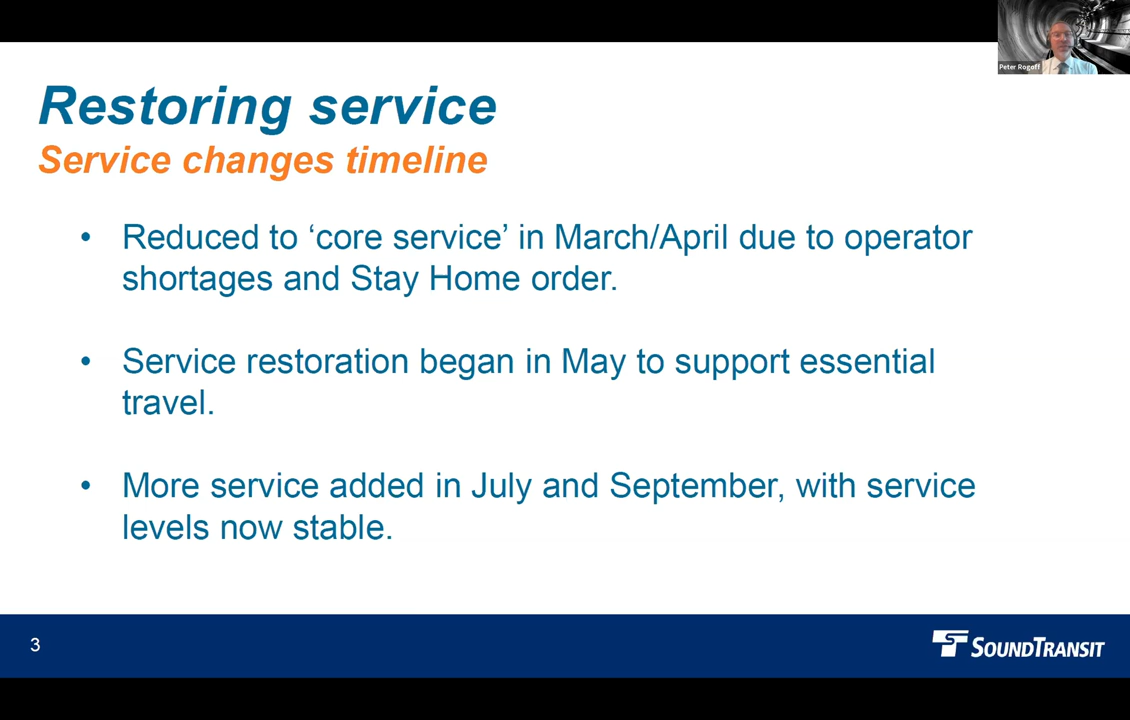 Peter Rogoff
Restoring service
Service changes timeline
• Reduced to ‘core service’ in March/April due to operator
shortages and Stay Home order.
• Service restoration began in May to support essential
travel.
• More service added in July and September, with service
levels now stable.
3
SOUNDTRANSIT